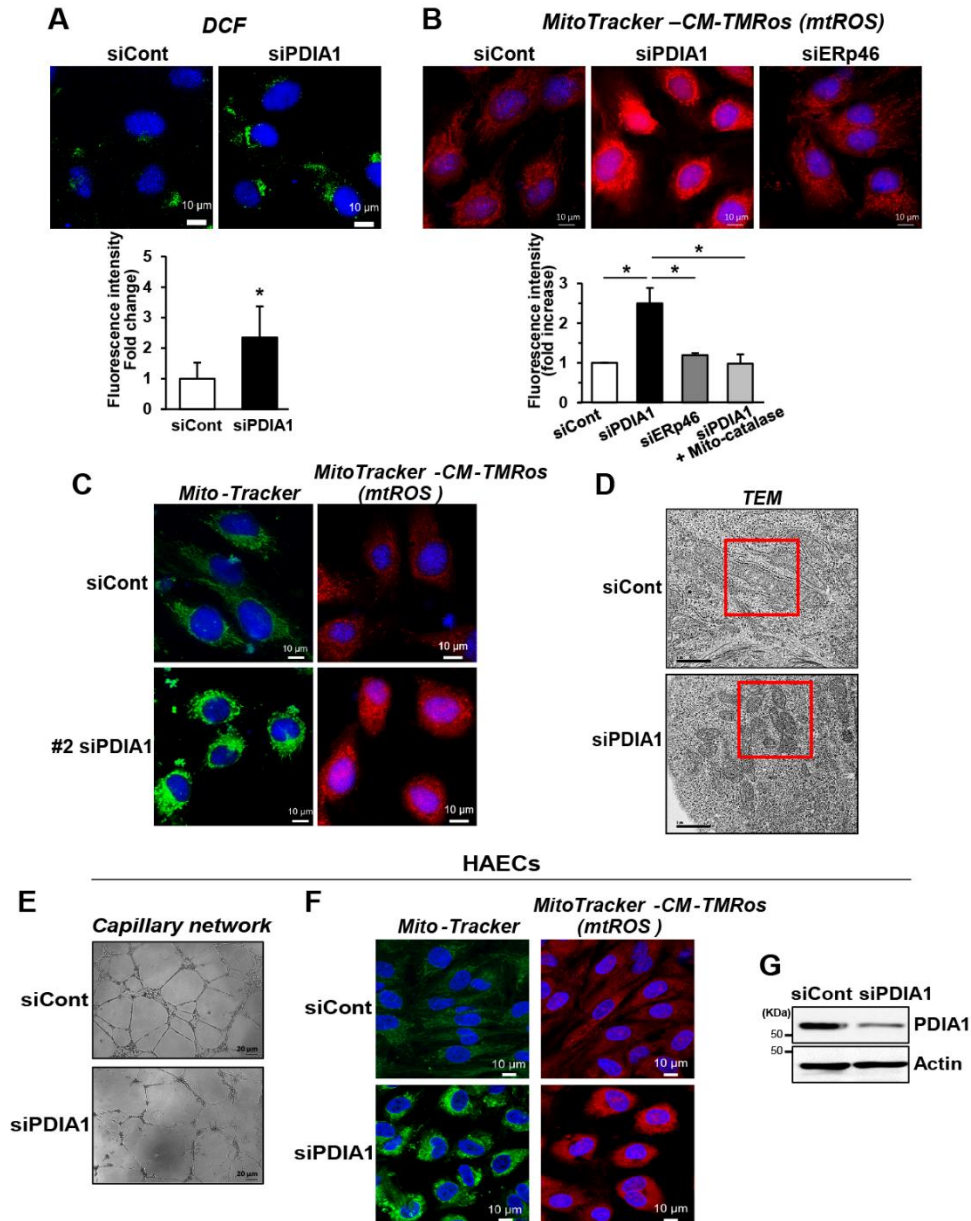 A
DCF
siCont siPDIA1
10 µm 10 µm
Fluorescence intensity
Fold change)
5
4
3
2
1
0
*
siCont siPDIA1
B
MitoTracker –CM-TMRos (mtROS)
siCont siPDIA1 siERp46
10 µm 10 µm 10 µm
Fluorescence intensity
(fold increase)
3
2
1
0
*
* *
siCont
siPDIA1
siERp46
siPDIA1
+ Mito-catalase
C
Mito -Tracker
MitoTracker -CM-TMRos
(mtROS )
siCont
10 µm 10 µm
#2 siPDIA1
10 µm 10 µm
D
TEM
siCont
siPDIA1
HAECs
E
Capillary network
siCont
20 µm
siPDIA1
20 µm
F
Mito -Tracker
MitoTracker -CM-TMRos
(mtROS )
siCont
10 µm 10 µm
siPDIA1
10 µm 10 µm
G
siCont siPDIA1
(KDa)
50
PDIA1
50
Actin